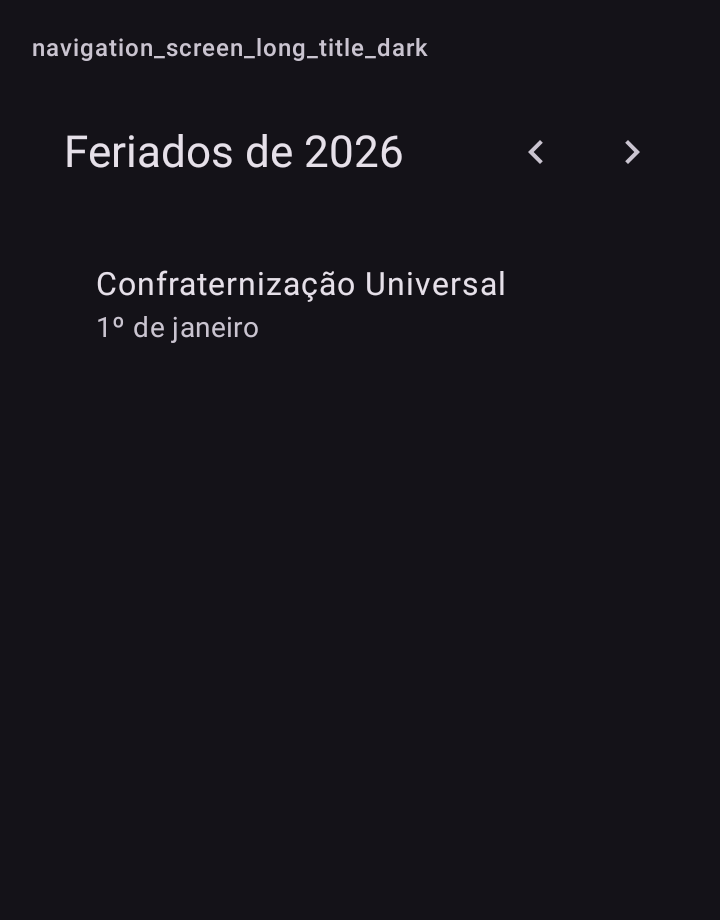 navigation_screen_long_title_dark
Feriados de 2026
Confraternização Universal
1º de janeiro